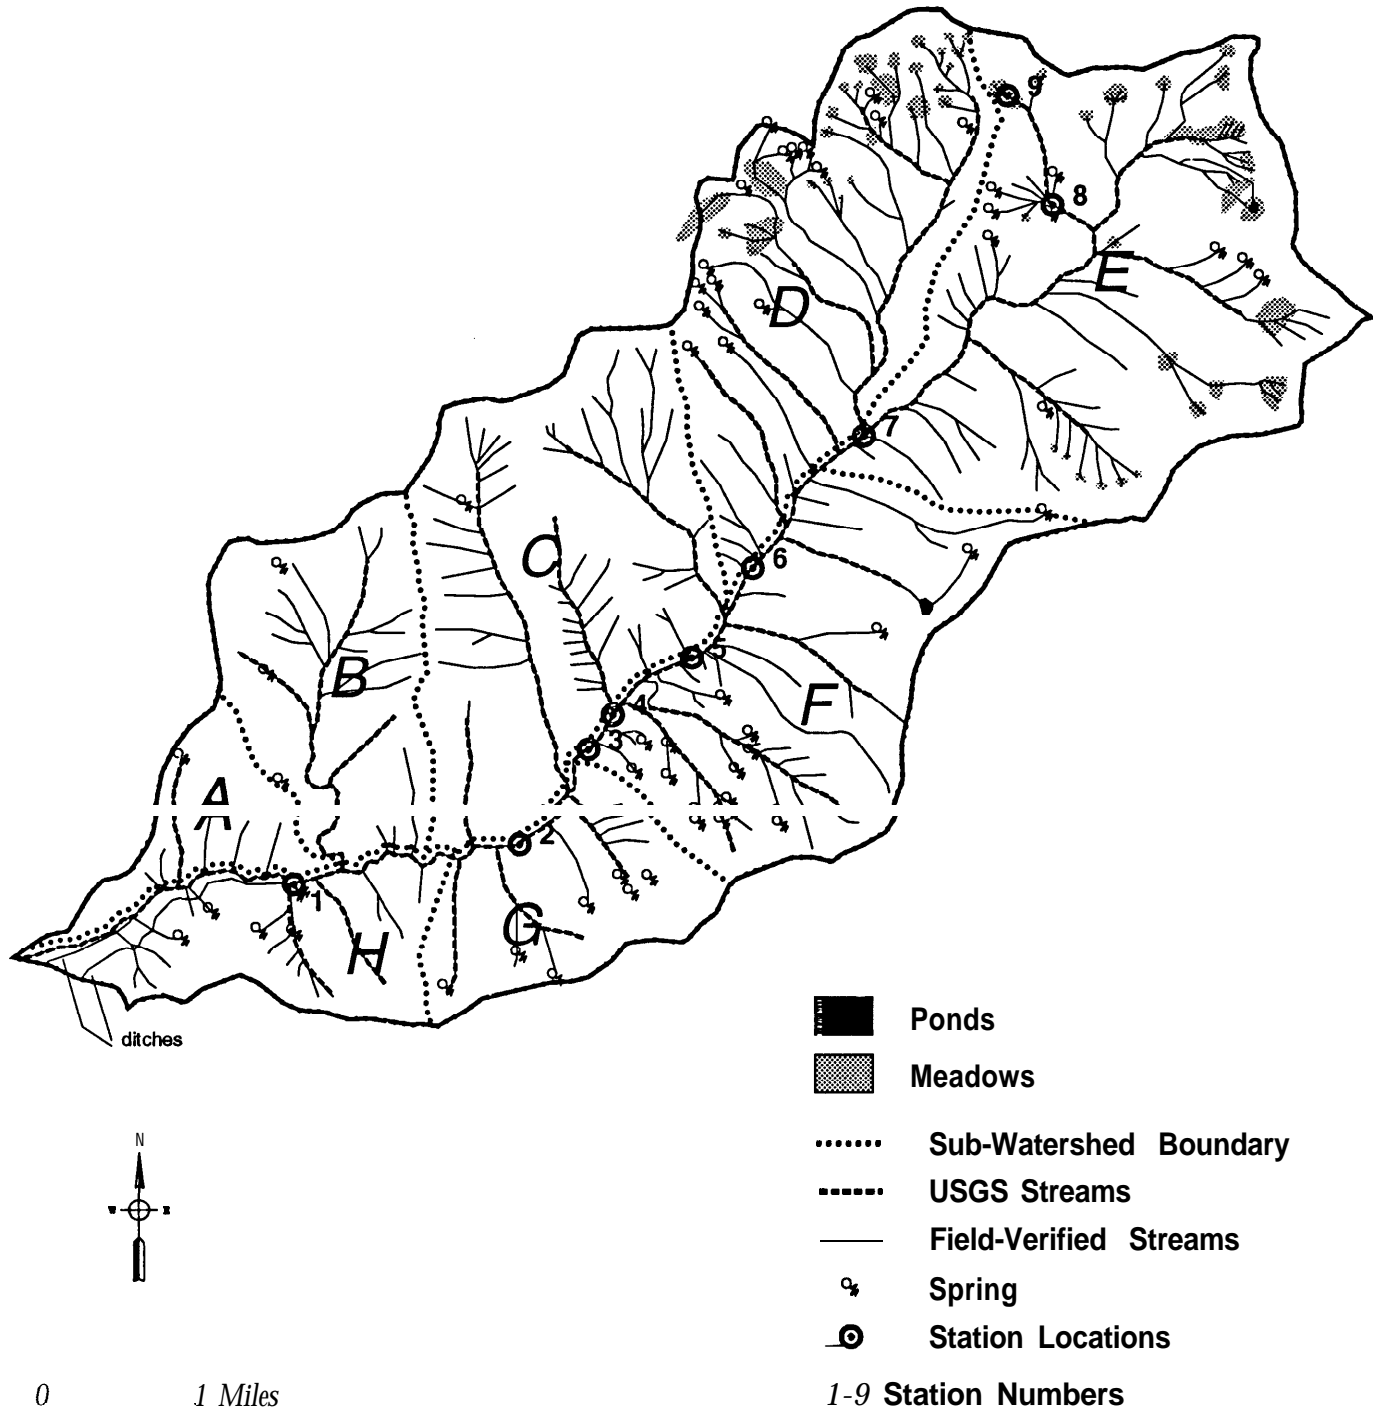 9
8
E
D
7
C
6
B
5
F
4
3
A
2
1
G
H
ditches
Ponds
Meadows
N
Sub-Watershed Boundary
USGS Streams
Field-Verified Streams
Spring
Station Locations
0 1 Miles
1-9 Station Numbers